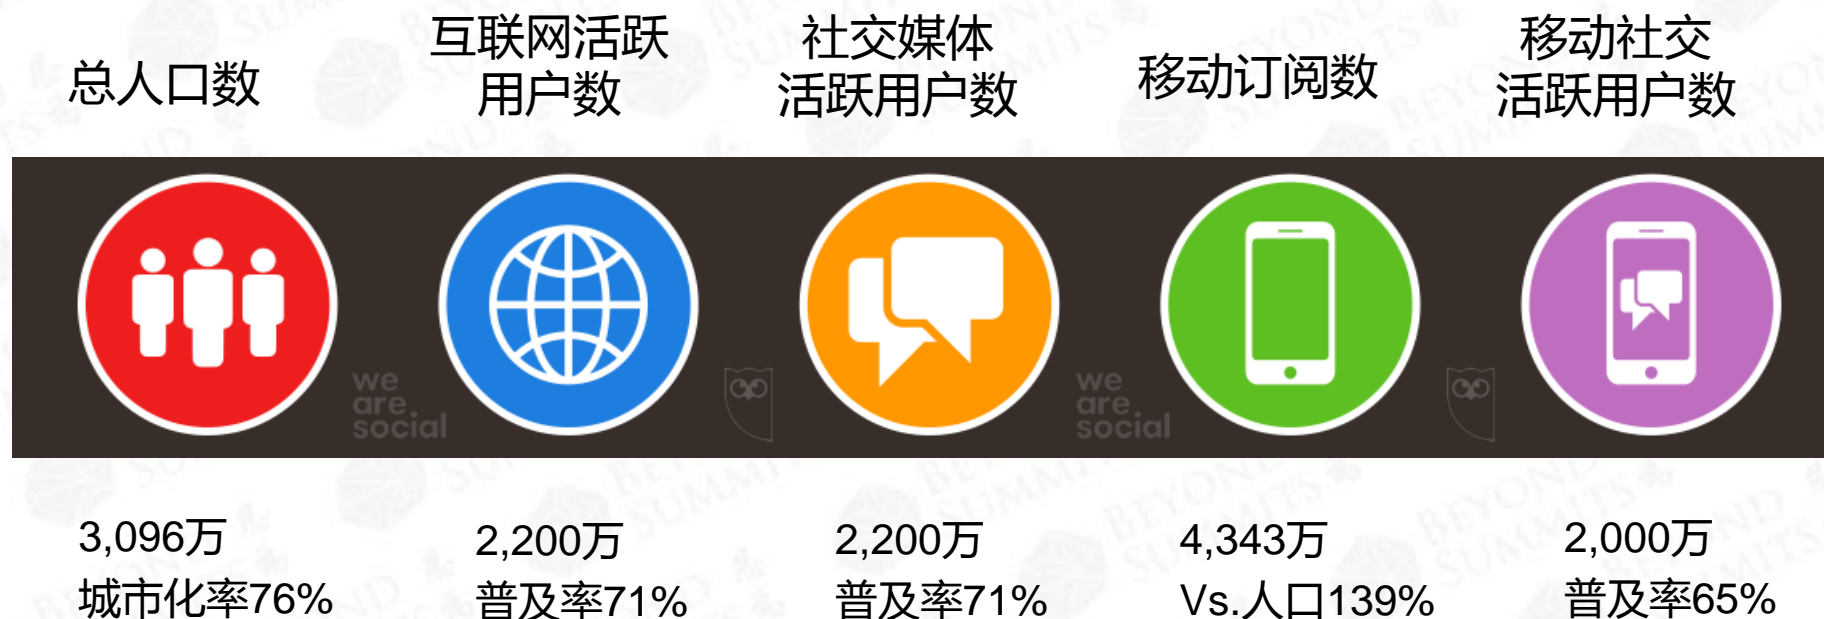 总人口数
互联网活跃
用户数
社交媒体
活跃用户数
移动订阅数
移动社交
活跃用户数
we
are
social
we
are
social
3,096万
城市化率76%
2,200万
普及率71%
2,200万
普及率71%
4,343万
Vs.人口139%
2,000万
普及率65%
BEYOND
SUMMITS